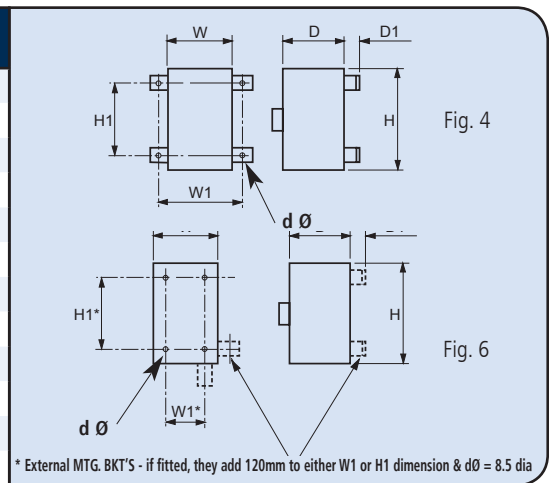 W
D
D1
H1
H
Fig. 4
W1
d Ø
H1*
H
Fig. 6
W1*
d Ø
* External MTG. BKT'S - if fitted, they add 120mm to either W1 or H1 dimension & dØ = 8.5 dia